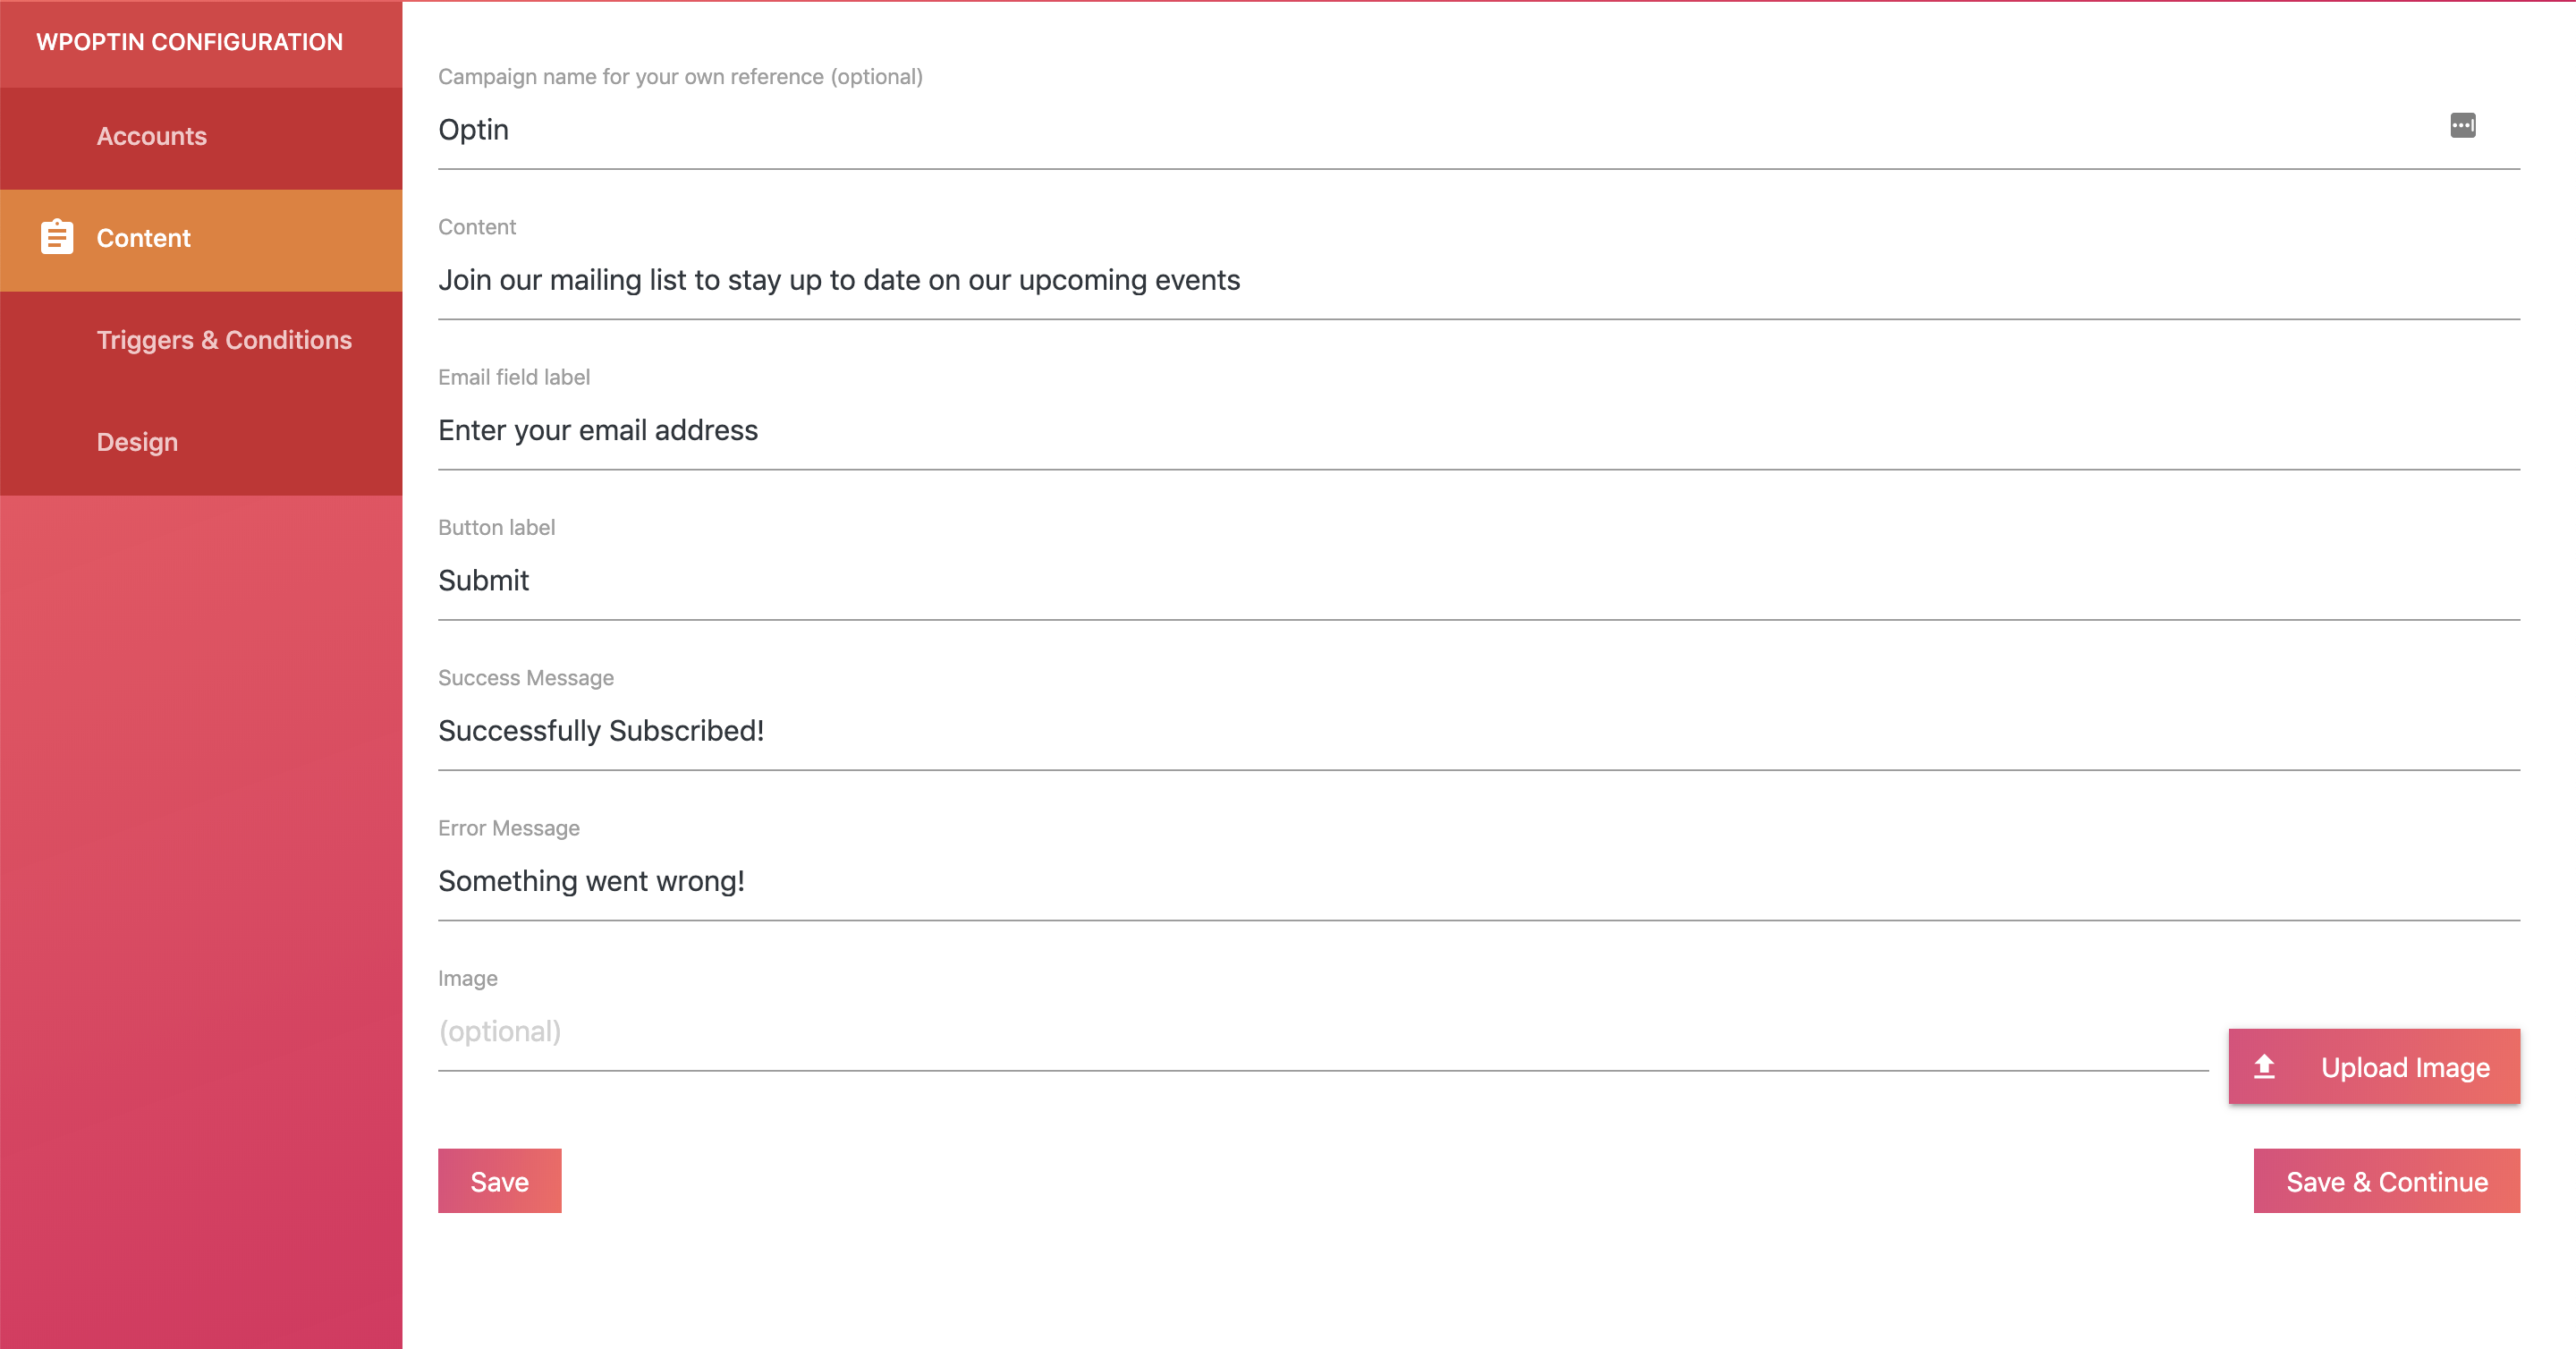 WPOPTIN CONFIGURATION
Accounts
Content
Triggers & Conditions
Design
Campaign name for your own reference (optional)
Optin
Content
Join our mailing list to stay up to date on our upcoming events
Email field label
Enter your email address
Button label
Submit
Success Message
Successfully Subscribed!
Error Message
Something went wrong!
Image
(optional)
Upload Image
Save
Save & Continue